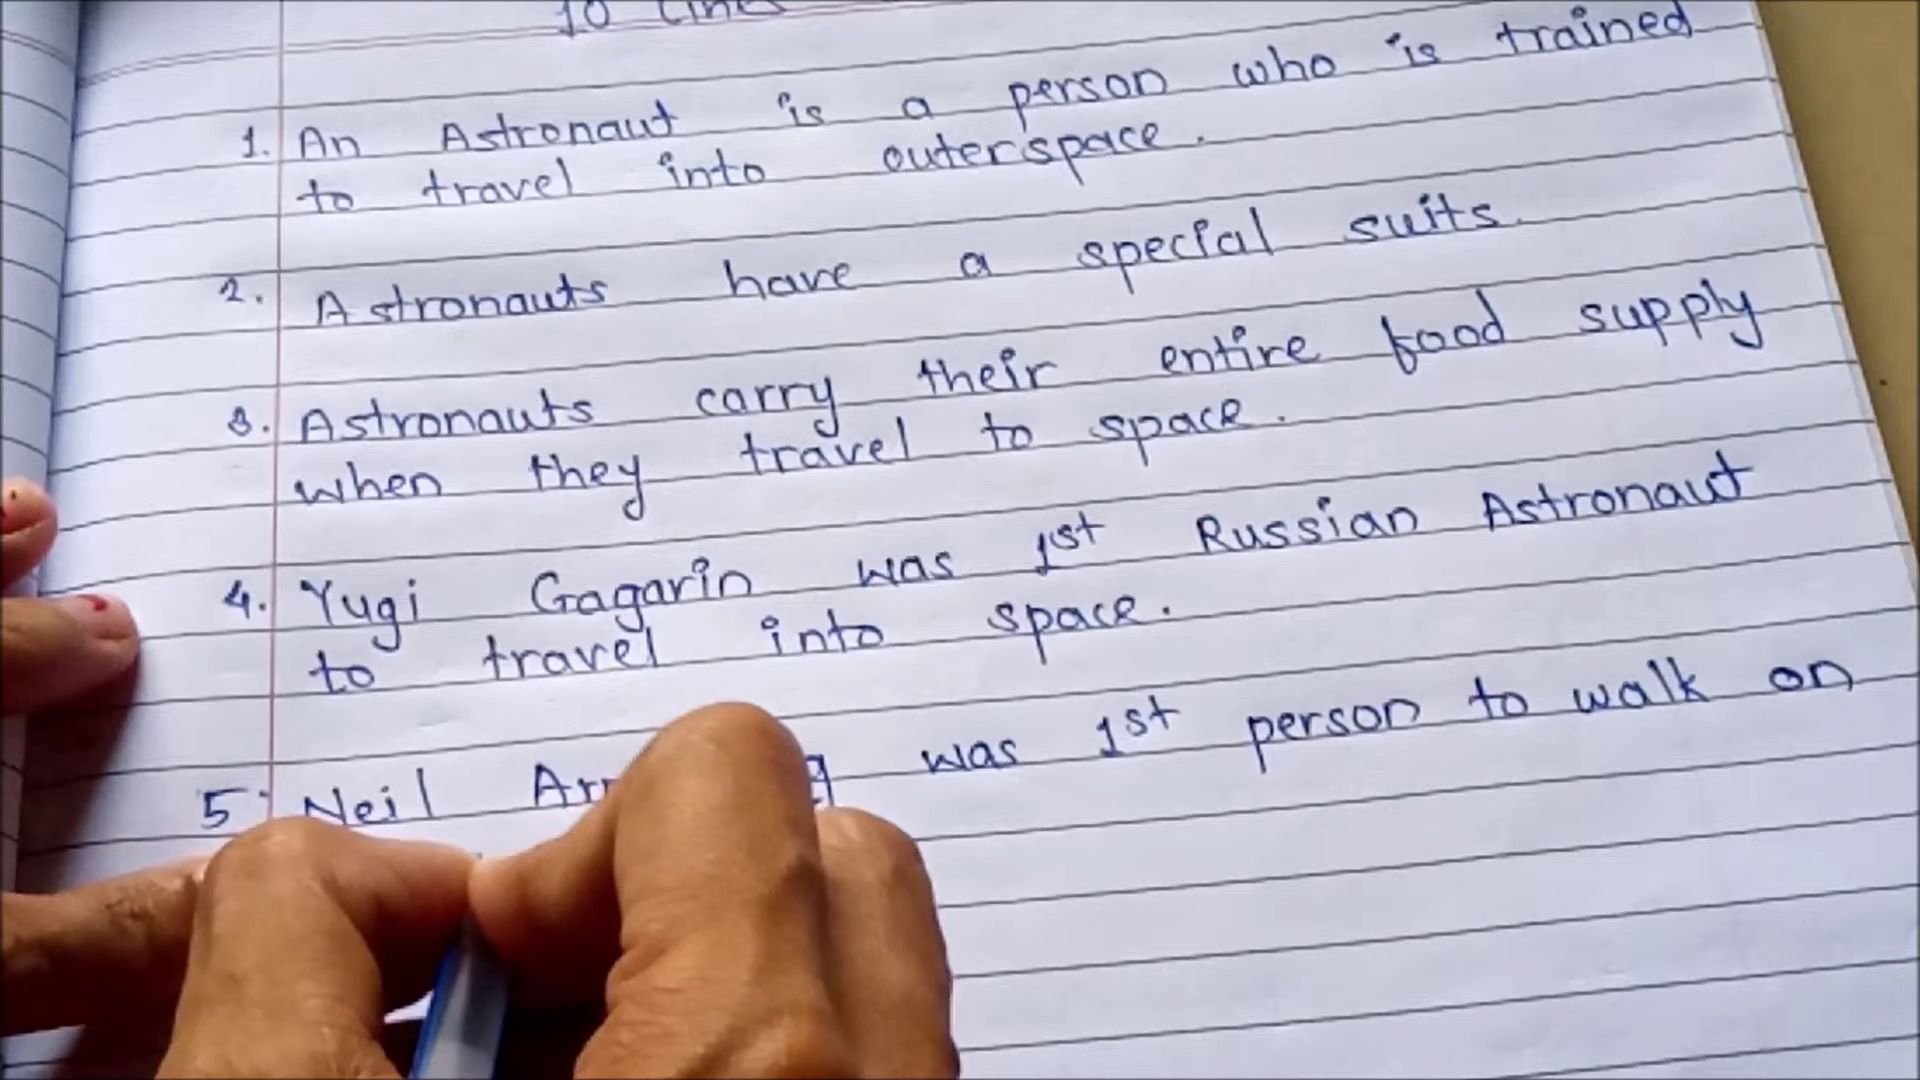 10 Lines
1. An Astronaut is a person who is trained
to travel into outerspace.
2. Astronauts have a special suits.
3. Astronauts carry their entire food supply
when they travel to space.
4. Yugi Gagarin was 1st Russian Astronaut
to travel into space.
5. Neil was 1st person to walk on